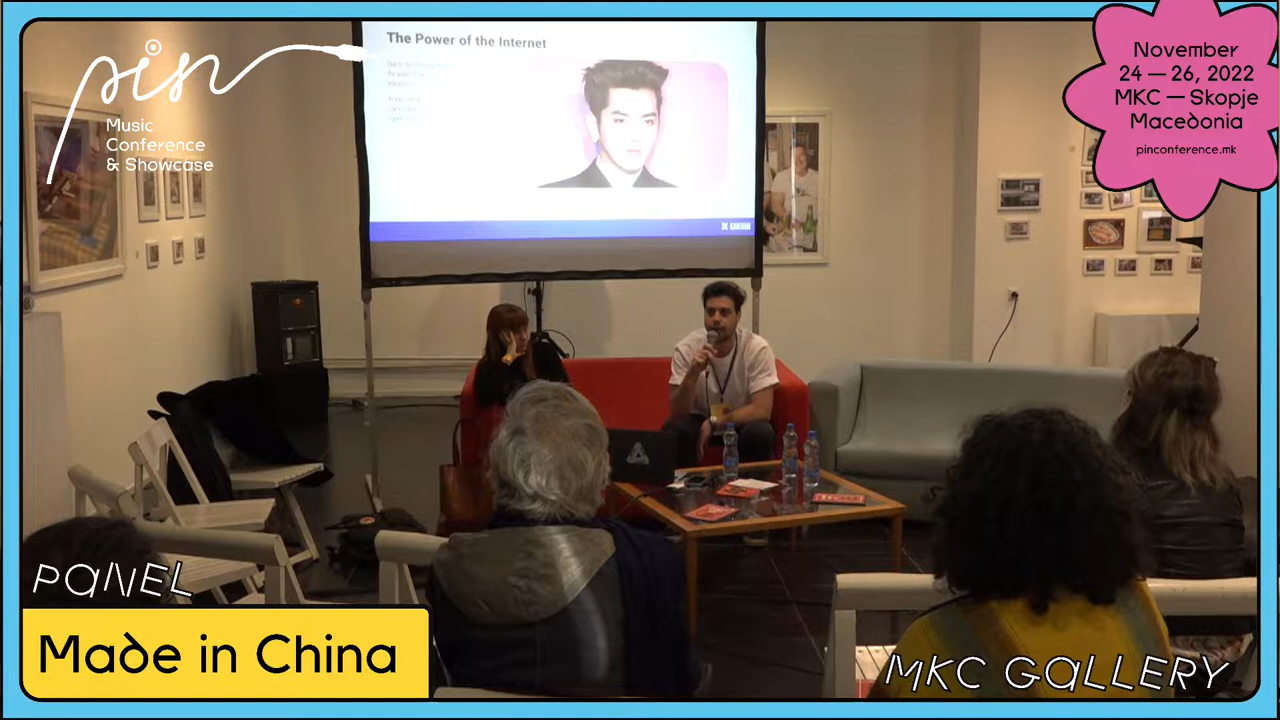 pin
Music
Conference
& Showcase
The Power of the Internet
November
24 — 26, 2022
MKC — Skopje
Macedonia
pinconference.mk
PANEL
Made in China
MKC GALLERY